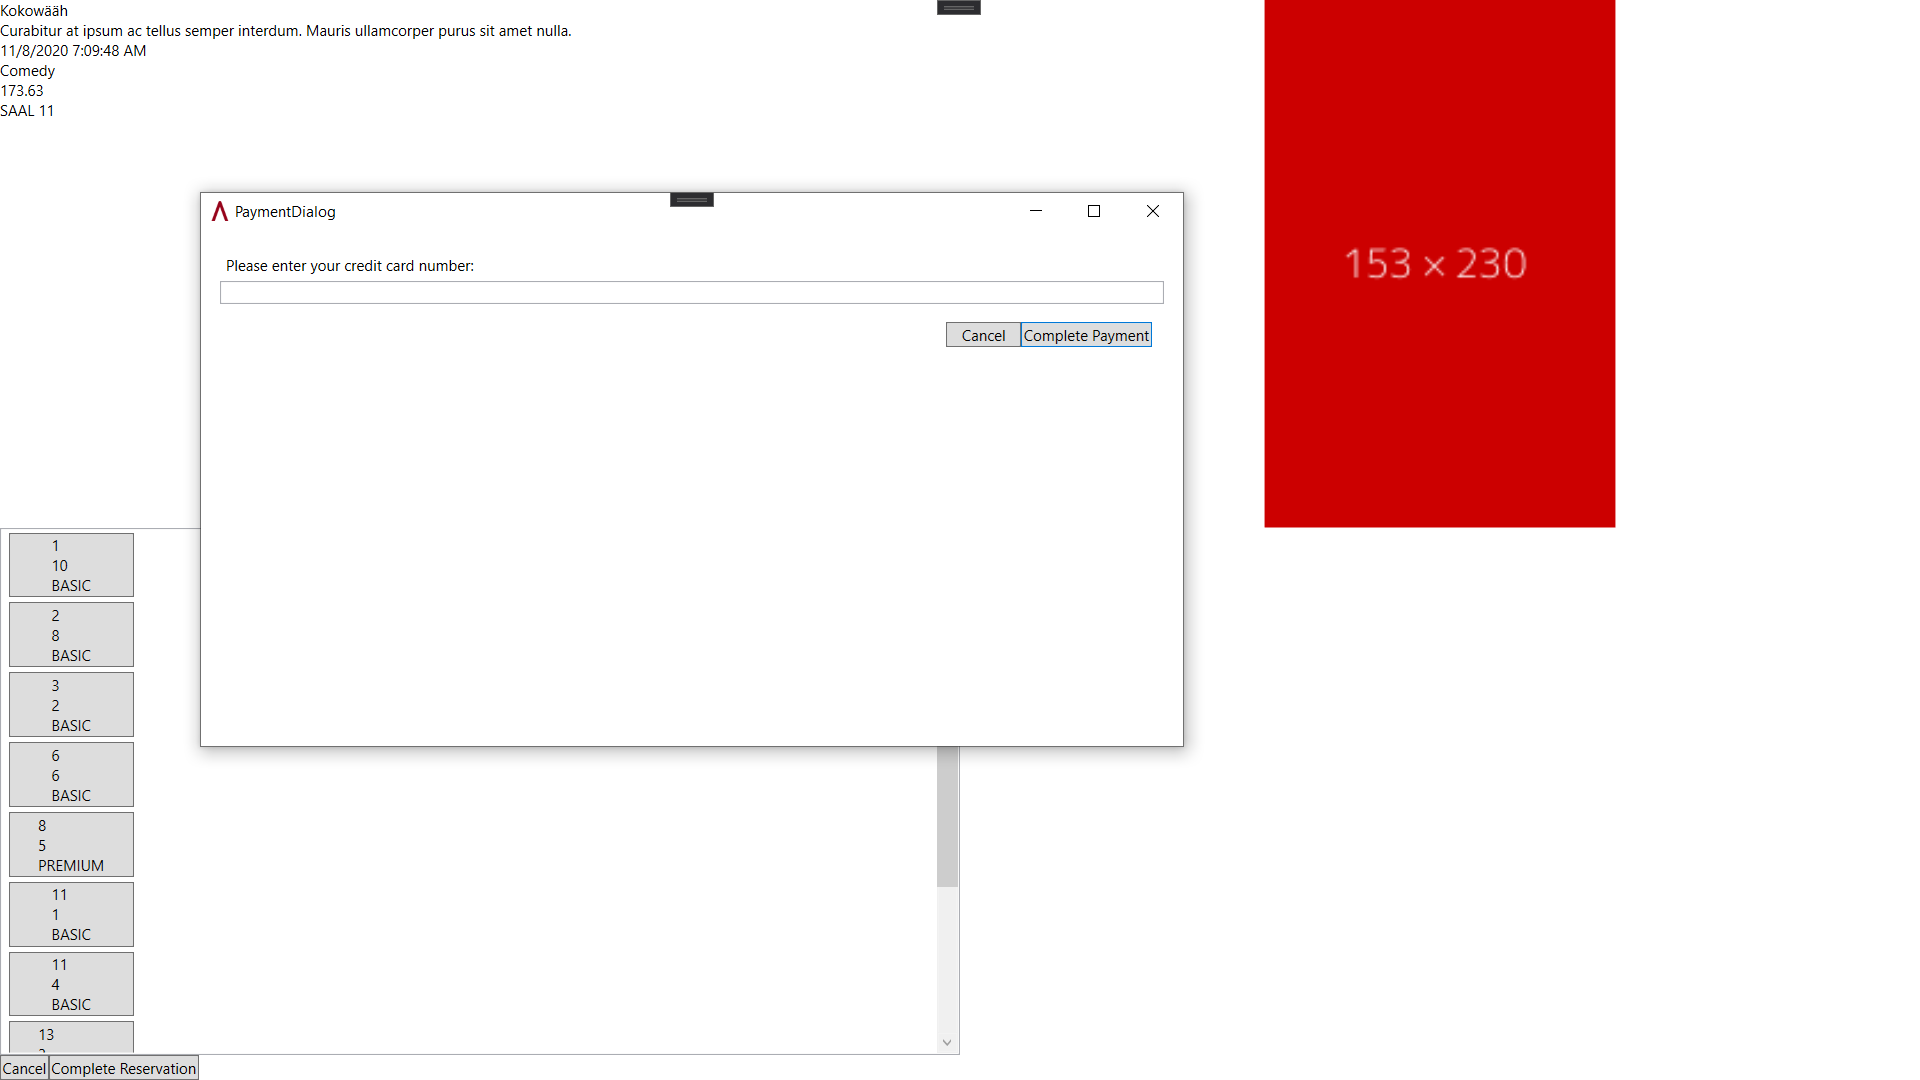 Kokowääh
Curabitur at ipsum ac tellus semper interdum. Mauris ullamcorper purus sit amet nulla.
11/8/2020 7:09:48 AM
Comedy
173.63
SAAL 11
153 × 230
PaymentDialog
Please enter your credit card number:
Cancel
Complete Payment
1
10
BASIC
2
8
BASIC
3
2
BASIC
6
6
BASIC
8
5
PREMIUM
11
1
BASIC
11
4
BASIC
13
Cancel
Complete Reservation